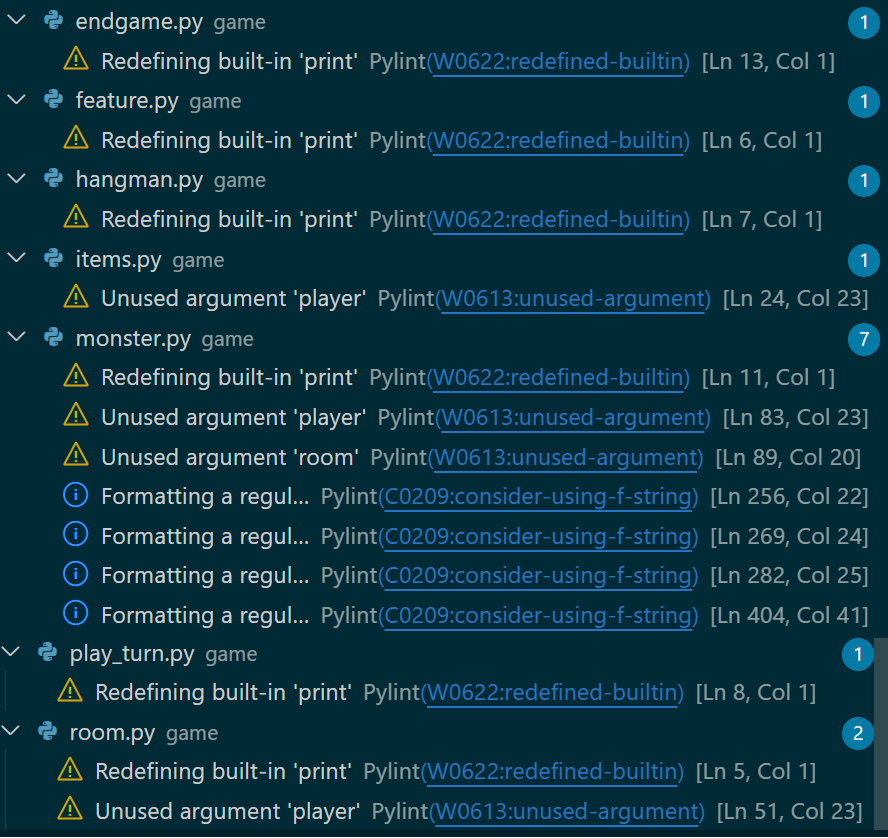 endgame.py game 1
Redefining built-in 'print' Pylint(W0622:redefined-builtin) [Ln 13, Col 1]
feature.py game 1
Redefining built-in 'print' Pylint(W0622:redefined-builtin) [Ln 6, Col 1]
hangman.py game 1
Redefining built-in 'print' Pylint(W0622:redefined-builtin) [Ln 7, Col 1]
items.py game 1
Unused argument 'player' Pylint(W0613:unused-argument) [Ln 24, Col 23]
monster.py game 7
Redefining built-in 'print' Pylint(W0622:redefined-builtin) [Ln 11, Col 1]
Unused argument 'player' Pylint(W0613:unused-argument) [Ln 83, Col 23]
Unused argument 'room' Pylint(W0613:unused-argument) [Ln 89, Col 20]
Formatting a regul... Pylint(C0209:consider-using-f-string) [Ln 256, Col 22]
Formatting a regul... Pylint(C0209:consider-using-f-string) [Ln 269, Col 24]
Formatting a regul... Pylint(C0209:consider-using-f-string) [Ln 282, Col 25]
Formatting a regul... Pylint(C0209:consider-using-f-string) [Ln 404, Col 41]
play_turn.py game 1
Redefining built-in 'print' Pylint(W0622:redefined-builtin) [Ln 8, Col 1]
room.py game 2
Redefining built-in 'print' Pylint(W0622:redefined-builtin) [Ln 5, Col 1]
Unused argument 'player' Pylint(W0613:unused-argument) [Ln 51, Col 23]